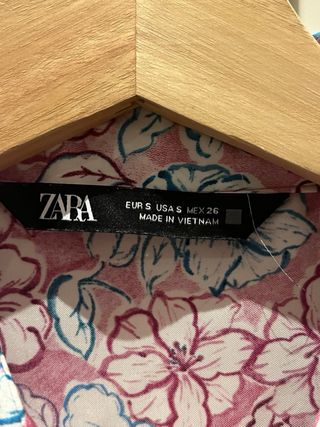 ZARA
EUR S USA S MEX 26
MADE IN VIETNAM